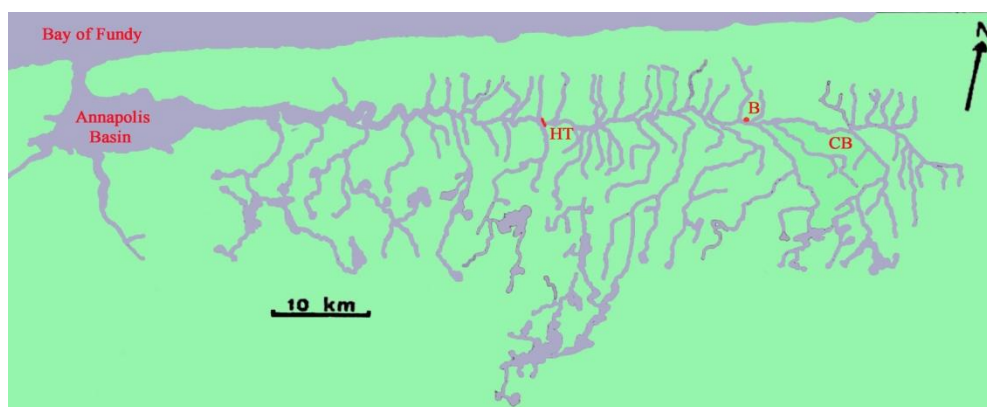 Bay of Fundy
N
Annapolis
Basin
B
HT
CB
10 km